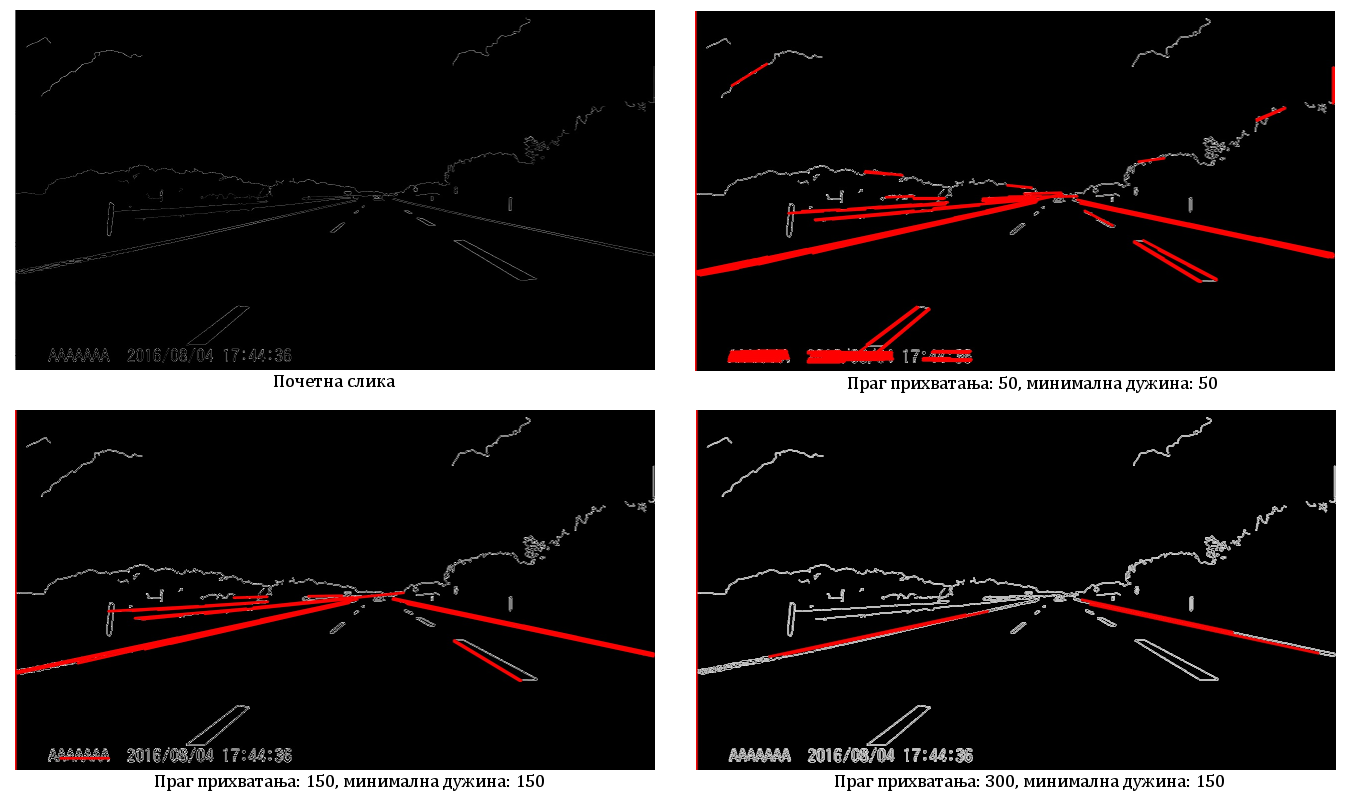 AAAAAAA 2016/08/04 17:44:36
Почетна слика
17:44:36
Праг прихватања: 50, минимална дужина: 50
AAAAAAA 2016/08/04 17:44:36
Праг прихватања: 150, минимална дужина: 150
AAAAAAA 2016/08/04 17:44:36
Праг прихватања: 300, минимална дужина: 150